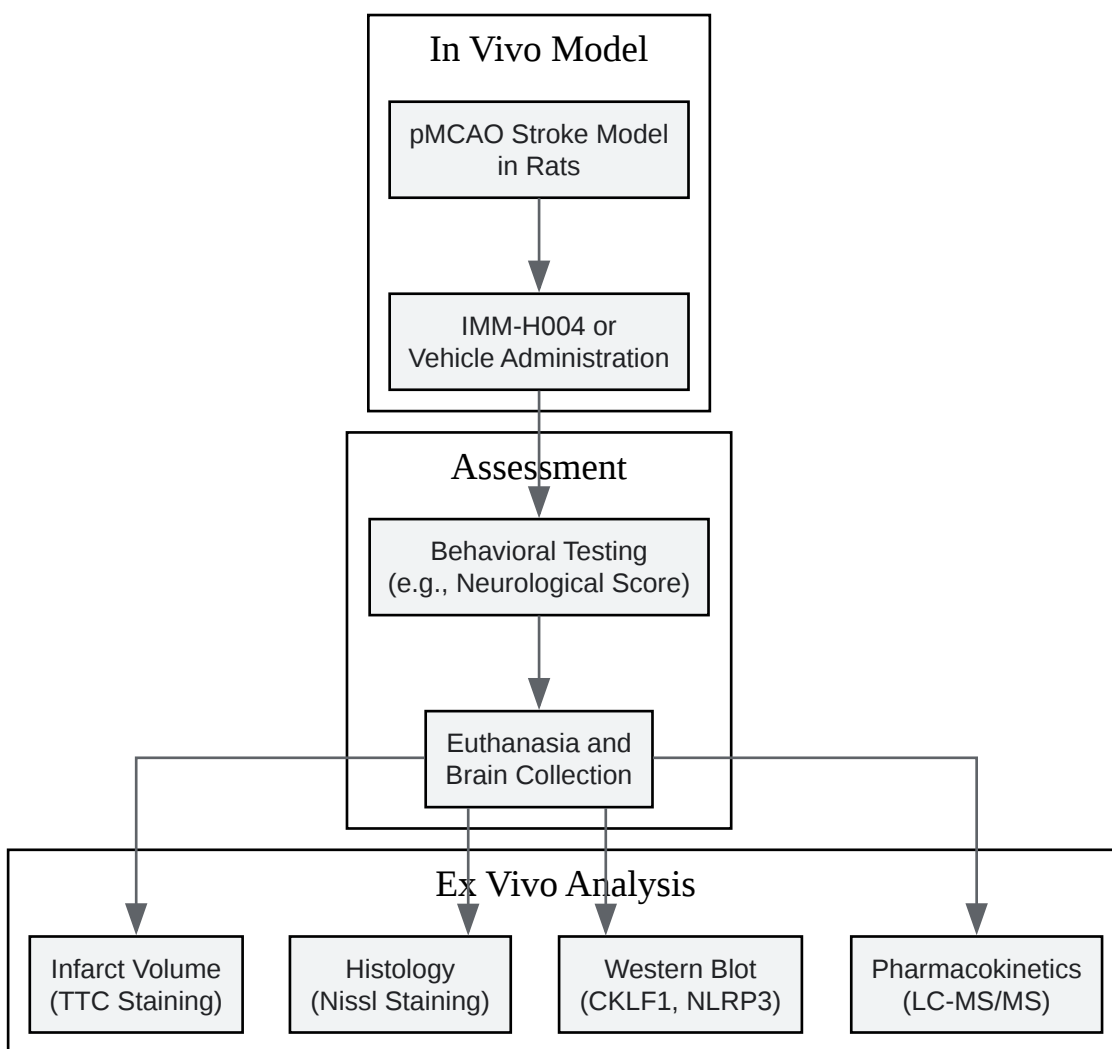 In Vivo Model
pMCAO Stroke Model
in Rats
IMM-H004 or
Vehicle Administration
Assessment
Behavioral Testing
(e.g., Neurological Score)
Euthanasia and
Brain Collection
Ex Vivo Analysis
Infarct Volume
(TTC Staining)
Histology
(Nissl Staining)
Western Blot
(CKLF1, NLRP3)
Pharmacokinetics
(LC-MS/MS)